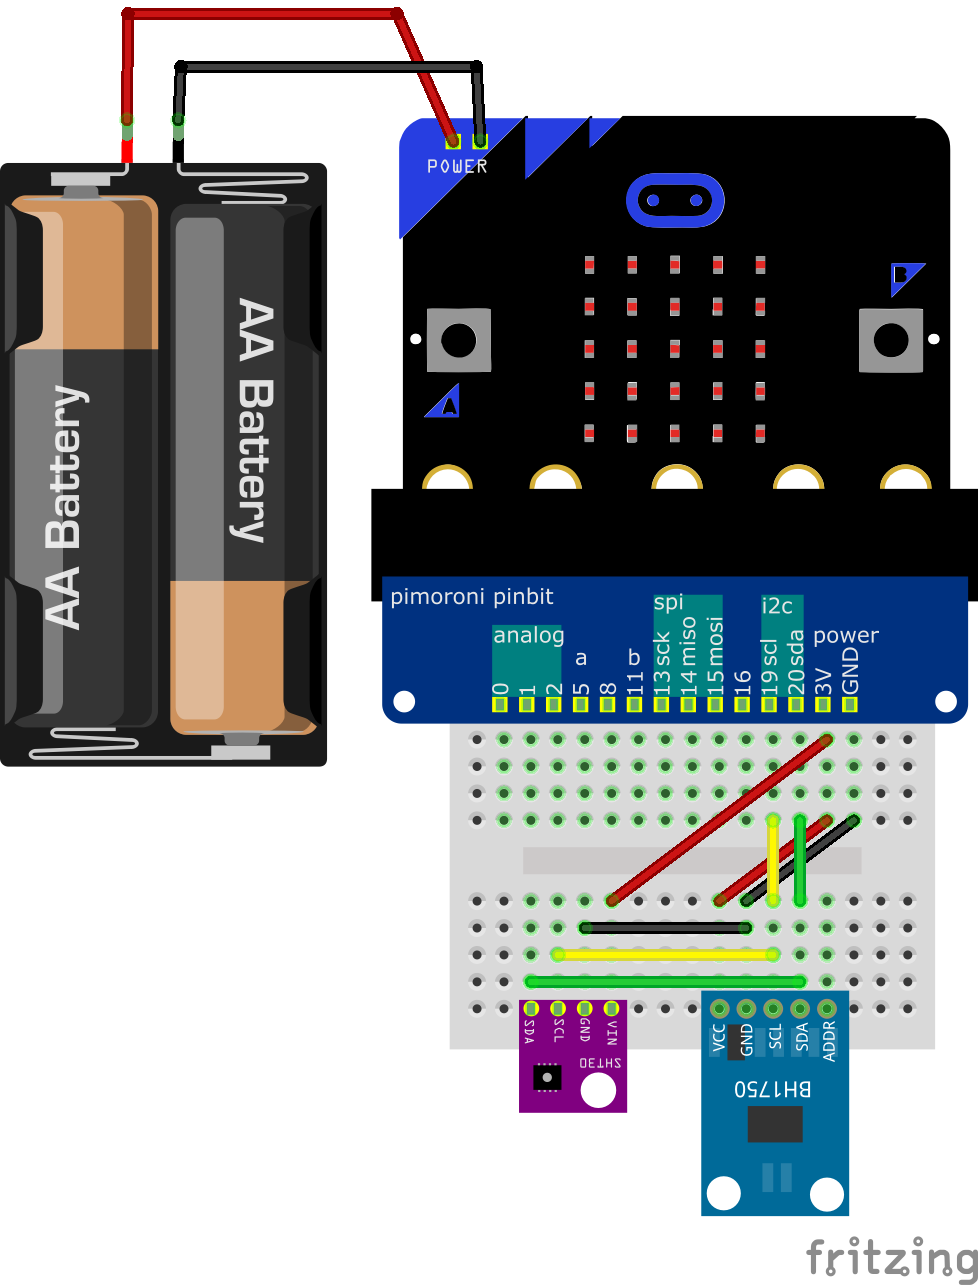 POWER
B
A
AA Battery
AA Battery
pimoroni pinbit
analog
a
b
spi
i2c
power
0
1
2
5
8
11
13 sck
14 miso
15 mosi
16
19 scl
20 sda
3V
GND
SDA
SCL
GND
VIN
SHT3D
VCC
GND
SCL
SDA
ADDR
BH1750
fritzing